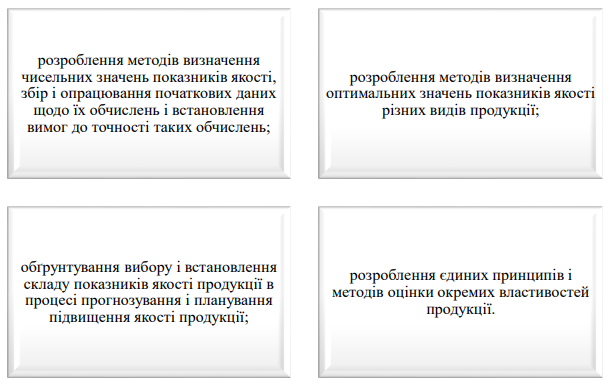 розроблення методів визначення
чисельних значень показників якості,
збір і опрацювання початкових даних
щодо їх обчислень і встановлення
вимог до точності таких обчислень;
розроблення методів визначення
оптимальних значень показників якості
різних видів продукції;
обґрунтування вибору і встановлення
складу показників якості продукції в
процесі прогнозування і планування
підвищення якості продукції;
розроблення єдиних принципів і
методів оцінки окремих властивостей
продукції.